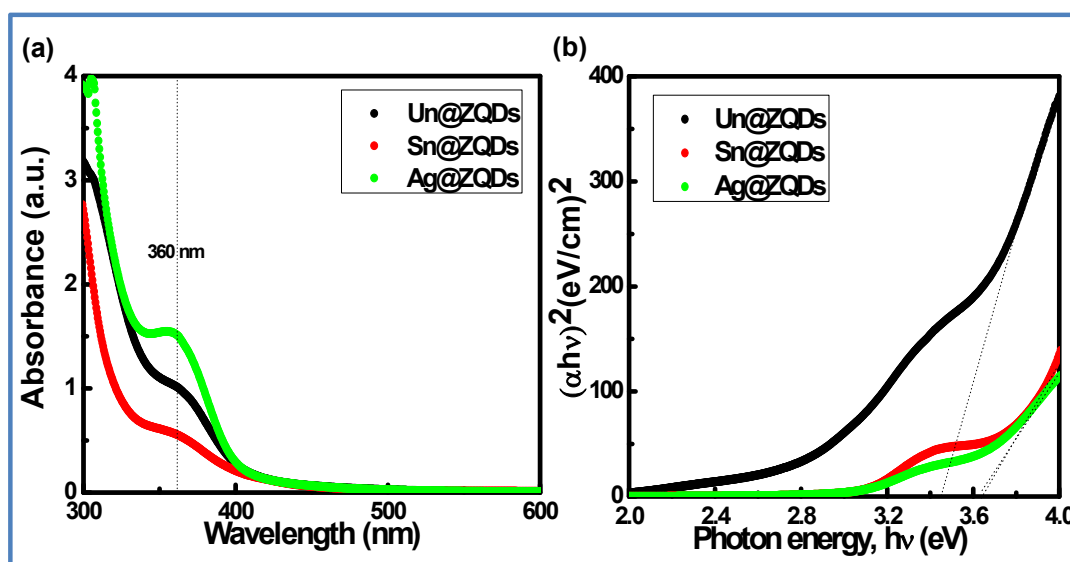 (a)
4
3
2
1
0
300
400
500
600
Absorbance (a.u.)
Wavelength (nm)
360 nm
Un@ZQDs
Sn@ZQDs
Ag@ZQDs
(b)
400
300
200
100
0
2.0
2.4
2.8
3.2
3.6
4.0
(αhν)²(eV/cm)²
Photon energy, hν (eV)
Un@ZQDs
Sn@ZQDs
Ag@ZQDs